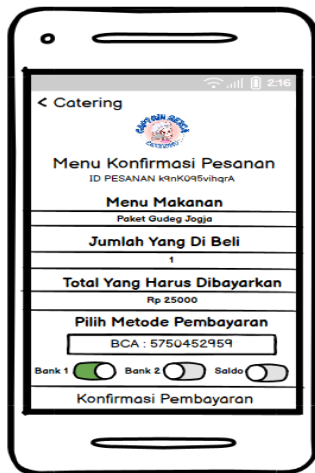 2:16
< Catering
Menu Konfirmasi Pesanan
ID PESANAN k9nK095vihqrA
Menu Makanan
Paket Gudeg Jogja
Jumlah Yang Di Beli
1
Total Yang Harus Dibayarkan
Rp 25000
Pilih Metode Pembayaran
BCA : 5750452959
Bank 1 Bank 2 Saldo
Konfirmasi Pembayaran